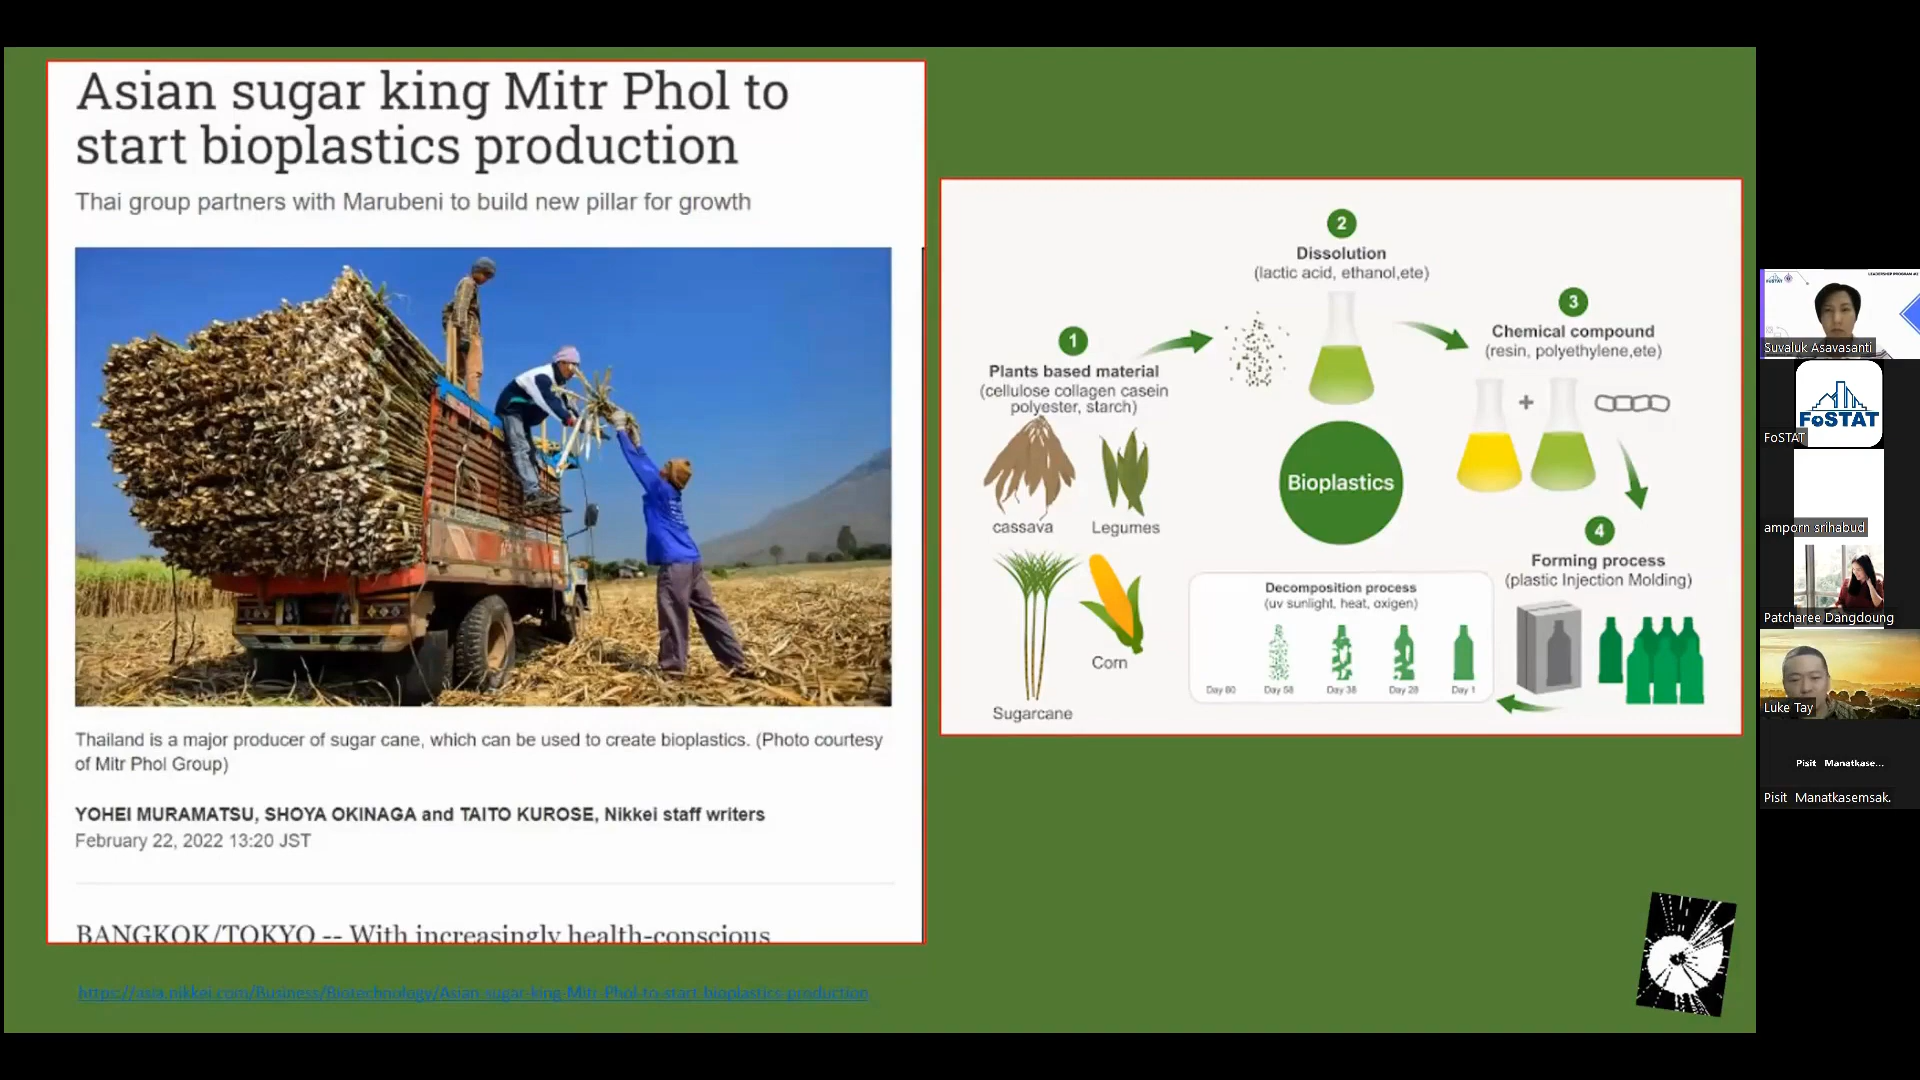 Asian sugar king Mitr Phol to
start bioplastics production
Thai group partners with Marubeni to build new pillar for growth
Thailand is a major producer of sugar cane, which can be used to create bioplastics. (Photo courtesy
of Mitr Phol Group)
YOHEI MURAMATSU, SHOYA OKINAGA and TAITO KUROSE, Nikkei staff writers
February 22, 2022 13:20 JST
BANGKOK/TOKYO -- With increasingly health-conscious
https://asia.nikkei.com/Business/Biotechnology/Asian-sugar-king-Mitr-Phol-to-start-bioplastics-production
1
Plants based material
(cellulose collagen casein
polyester, starch)
cassava
Legumes
Sugarcane
Corn
2
Dissolution
(lactic acid, ethanol,ete)
3
Chemical compound
(resin, polyethylene,ete)
+
4
Forming process
(plastic Injection Molding)
Bioplastics
Decomposition process
(uv sunlight, heat, oxigen)
Day 80
Day 58
Day 38
Day 28
Day 1
FoSTAT
LEADERSHIP PROGRAM #2
Suvaluk Asavasanti
FoSTAT
FoSTAT
amporn srihabud
Patcharee Dangdoung
Luke Tay
Pisit Manatkase...
Pisit Manatkasemsak.